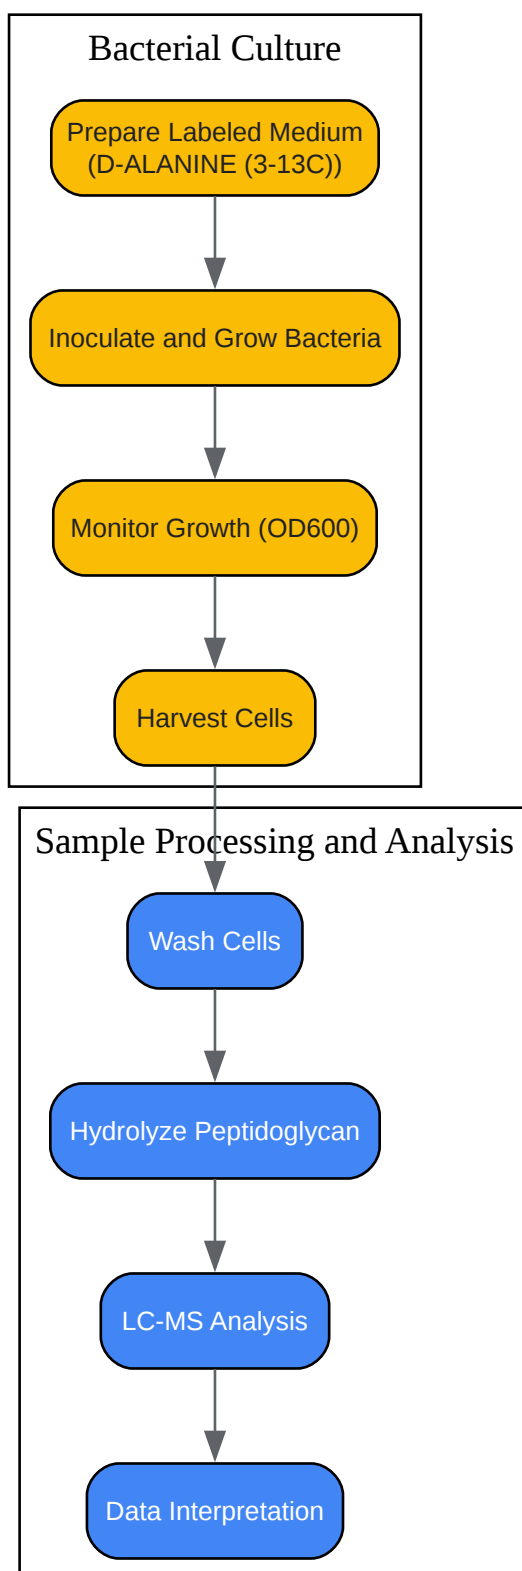 Bacterial Culture
Prepare Labeled Medium
(D-ALANINE (3-13C))
Inoculate and Grow Bacteria
Monitor Growth (OD600)
Harvest Cells
Sample Processing and Analysis
Wash Cells
Hydrolyze Peptidoglycan
LC-MS Analysis
Data Interpretation